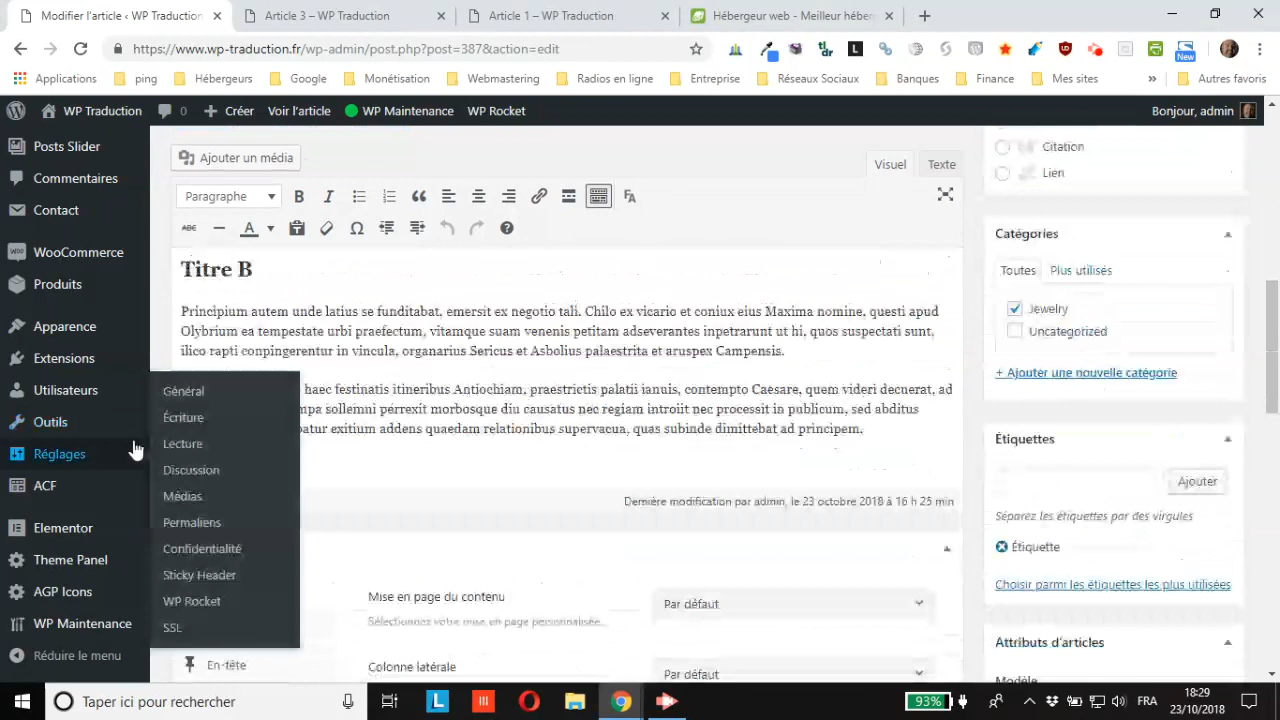 Modifier l'article ‹ WP Traduction
Article 3 – WP Traduction
Article 1 – WP Traduction
Hébergeur web - Meilleur héber
https://www.wp-traduction.fr/wp-admin/post.php?post=387&action=edit
tldr
L
New
Applications
ping
Hébergeurs
Google
Monétisation
Webmastering
Radios en ligne
Entreprise
Réseaux Sociaux
Banques
Finance
Mes sites
»
Autres favoris
WP Traduction
0
Créer
Voir l'article
WP Maintenance
WP Rocket
Bonjour, admin
Posts Slider
Commentaires
Contact
WooCommerce
Produits
Apparence
Extensions
Utilisateurs
Outils
Réglages
ACF
Elementor
Theme Panel
AGP Icons
WP Maintenance
Réduire le menu
Général
Écriture
Lecture
Discussion
Médias
Permaliens
Confidentialité
Sticky Header
WP Rocket
SSL
Ajouter un média
Visuel
Texte
Paragraphe
B
I
ABC
A
Ω
Titre B
Principium autem unde latius se funditabat, emersit ex negotio tali. Chilo ex vicario et coniux eius Maxima nomine, questi apud
Olybrium ea tempestate urbi praefectum, vitamque suam venenis petitam adseverantes inpetrarunt ut hi, quos suspectati sunt,
ilico rapti conpingerentur in vincula, organarius Sericus et Asbolius palaestrita et aruspex Campensis.
haec festinatis itineribus Antiochiam, praestrictis palatii ianuis, contempto Caesare, quem videri decuerat, ad
mpa sollemni perrexit morbosque diu causatus nec regiam introiit nec processit in publicum, sed abditus
atur exitium addens quaedam relationibus supervacua, quas subinde dimittebat ad principem.
Dernière modification par admin, le 23 octobre 2018 à 16 h 25 min
Mise en page du contenu
Sélectionnez votre mise en page personnalisée.
Par défaut
En-tête
Colonne latérale
Par défaut
Citation
Lien
Catégories
Toutes
Plus utilisés
Jewelry
Uncategorized
+ Ajouter une nouvelle catégorie
Étiquettes
Ajouter
Séparez les étiquettes par des virgules
Étiquette
Choisir parmi les étiquettes les plus utilisées
Attributs d'articles
Modèle
Taper ici pour rechercher
L
93%
FRA
18:29
23/10/2018